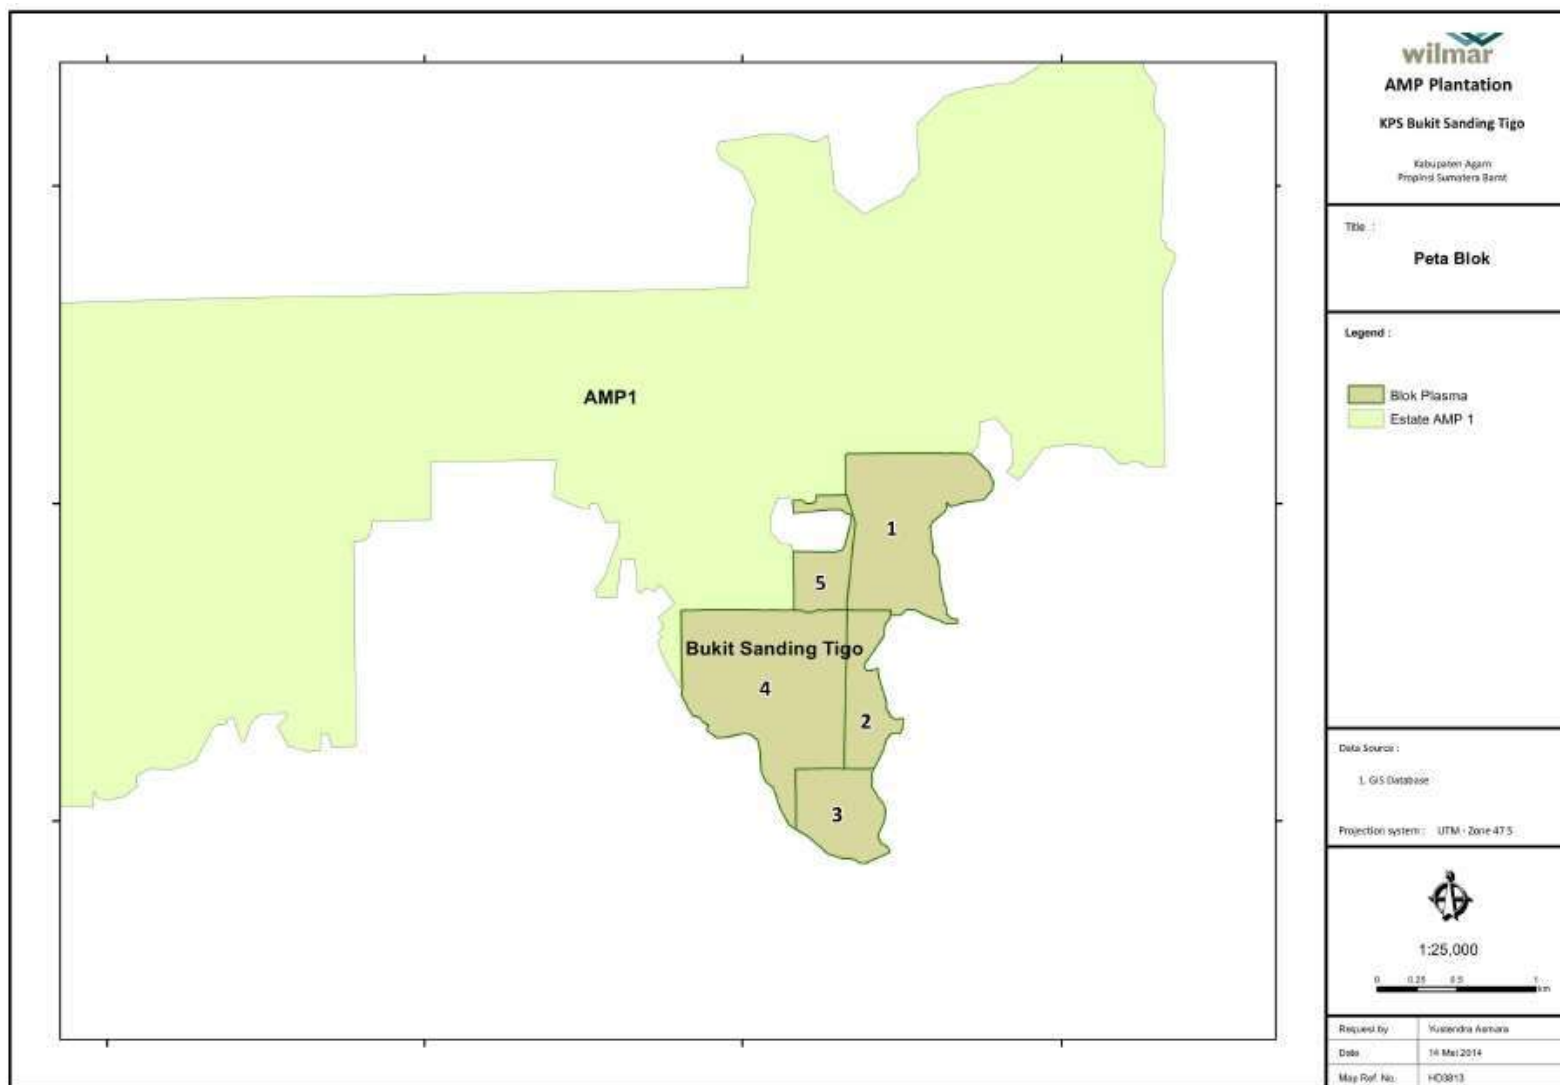 AMP1
1
5
Bukit Sanding Tigo
4
2
3
wilmar
AMP Plantation
KPS Bukit Sanding Tigo
Kabupaten Agam
Propinsi Sumatera Barat
Title :
Peta Blok
Legend :
Blok Plasma
Estate AMP 1
Data Source :
1. GIS Database
Projection system : UTM - Zone 47 S
1:25,000
0 0.25 0.5 1
km
Request by Yustendra Asmara
Date 14 Mei 2014
Map Ref. No. HO3813